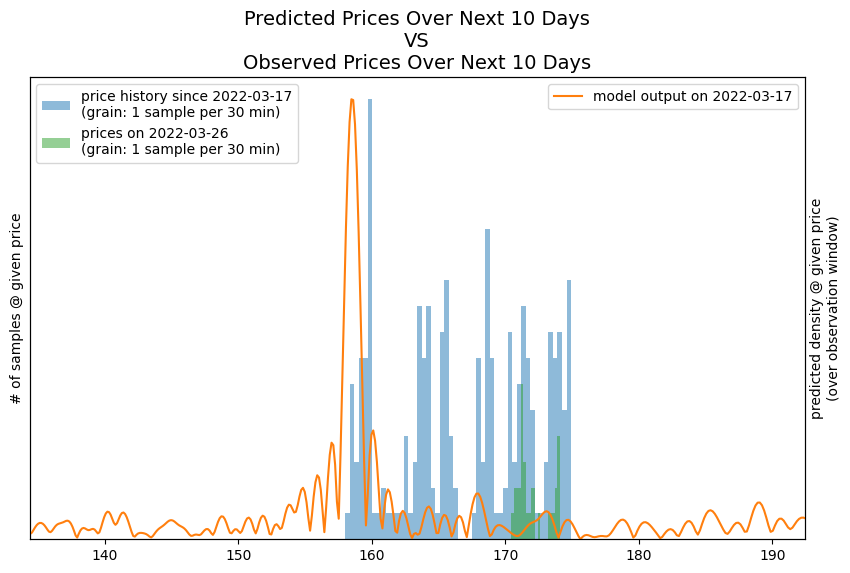 Predicted Prices Over Next 10 Days
VS
Observed Prices Over Next 10 Days
price history since 2022-03-17
(grain: 1 sample per 30 min)
prices on 2022-03-26
(grain: 1 sample per 30 min)
model output on 2022-03-17
# of samples @ given price
predicted density @ given price
(over observation window)
140
150
160
170
180
190